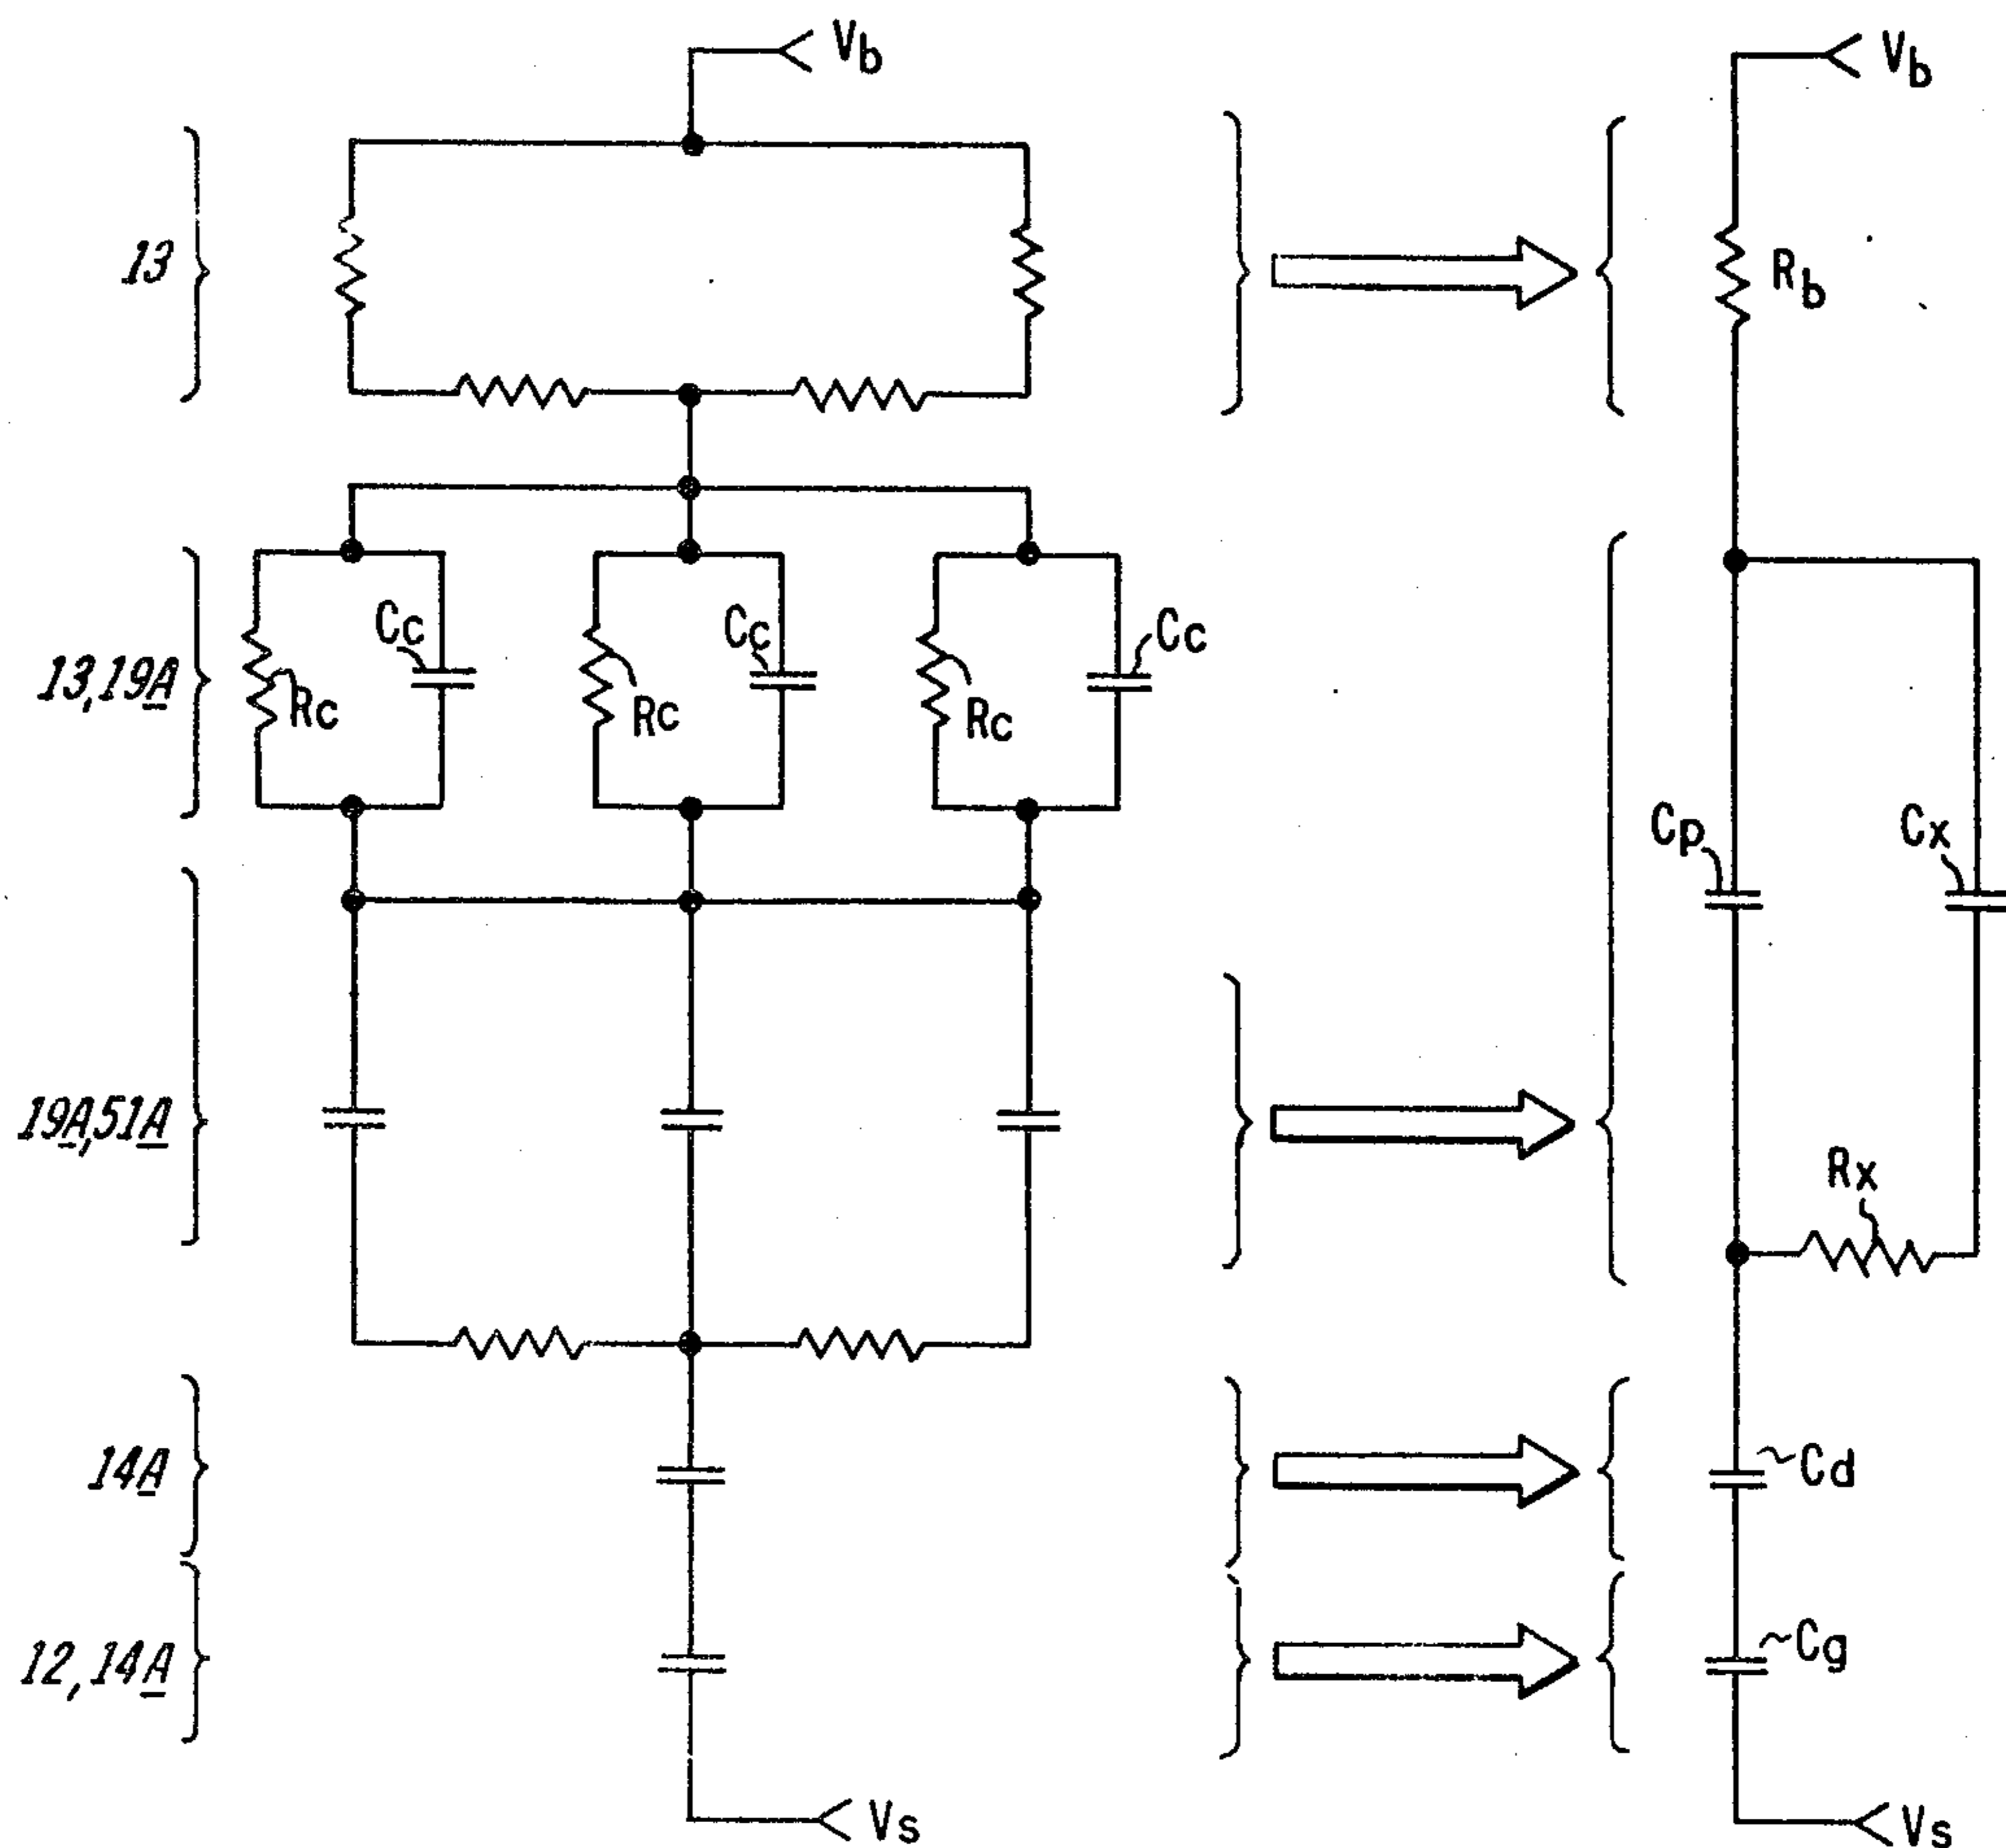 Vb
Vb
13
Rb
Cc
Cc
Cc
13,19A
Rc
Rc
Rc
Cp
Cx
19A,51A
Rx
14A
Cd
12,14A
Cg
Vs
Vs